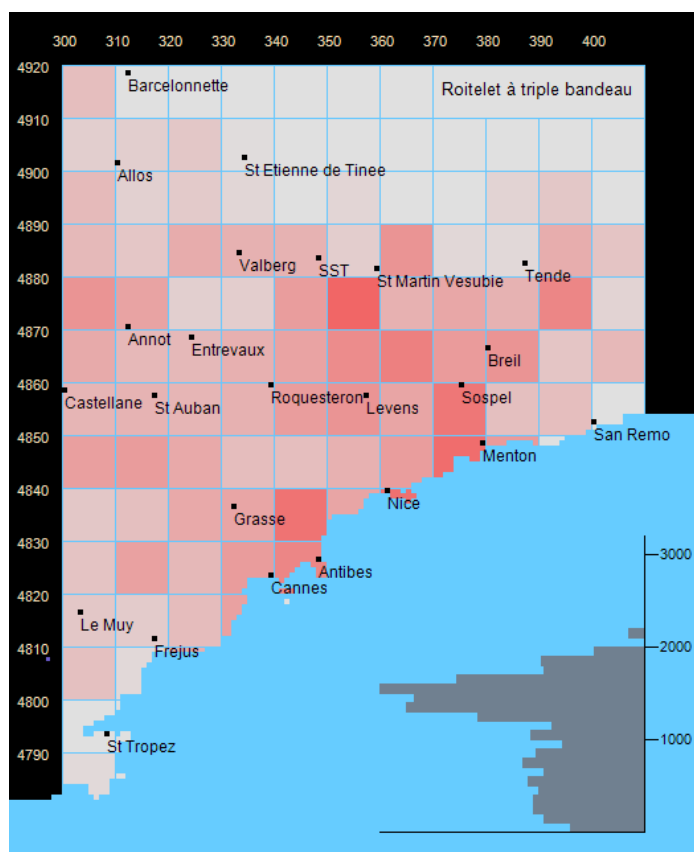 300 310 320 330 340 350 360 370 380 390 400
4920
Roitelet à triple bandeau
Barcelonnette
4910
St Etienne de Tinee
4900
Allos
4890
Valberg
SST
4880
St Martin Vesubie
Tende
4870
Annot
Entrevaux
Breil
4860
Castellane
St Auban
Roquesteron
Levens
Sospel
4850
San Remo
Menton
4840
Nice
Grasse
4830
Antibes
Cannes
3000
4820
Le Muy
4810
Frejus
2000
4800
St Tropez
1000
4790